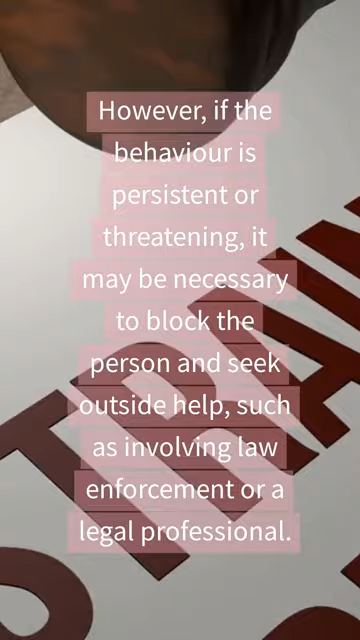 However, if the
behaviour is
persistent or
threatening, it
may be necessary
to block the
person and seek
outside help, such
as involving law
enforcement or a
legal professional.
STRAIN